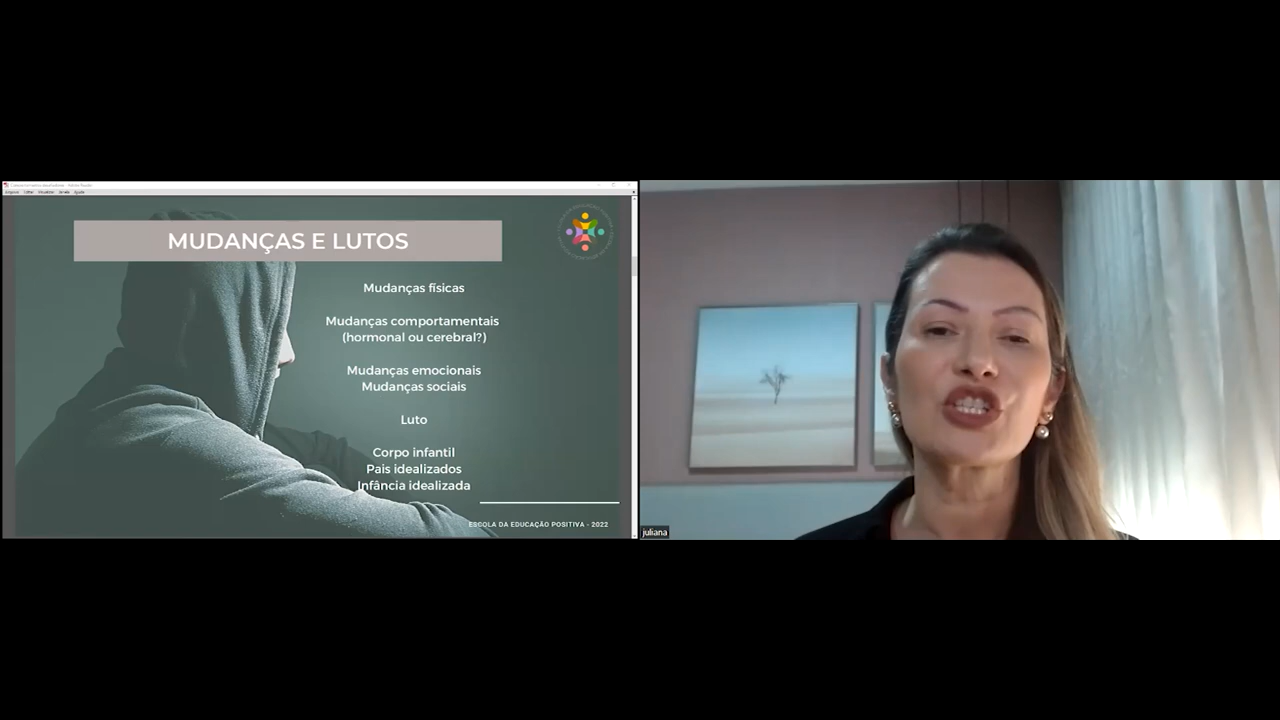 MUDANÇAS E LUTOS
Mudanças físicas
Mudanças comportamentais
(hormonal ou cerebral?)
Mudanças emocionais
Mudanças sociais
Luto
Corpo infantil
Pais idealizados
Infância idealizada
ESCOLA DA EDUCAÇÃO POSITIVA - 2022
juliana